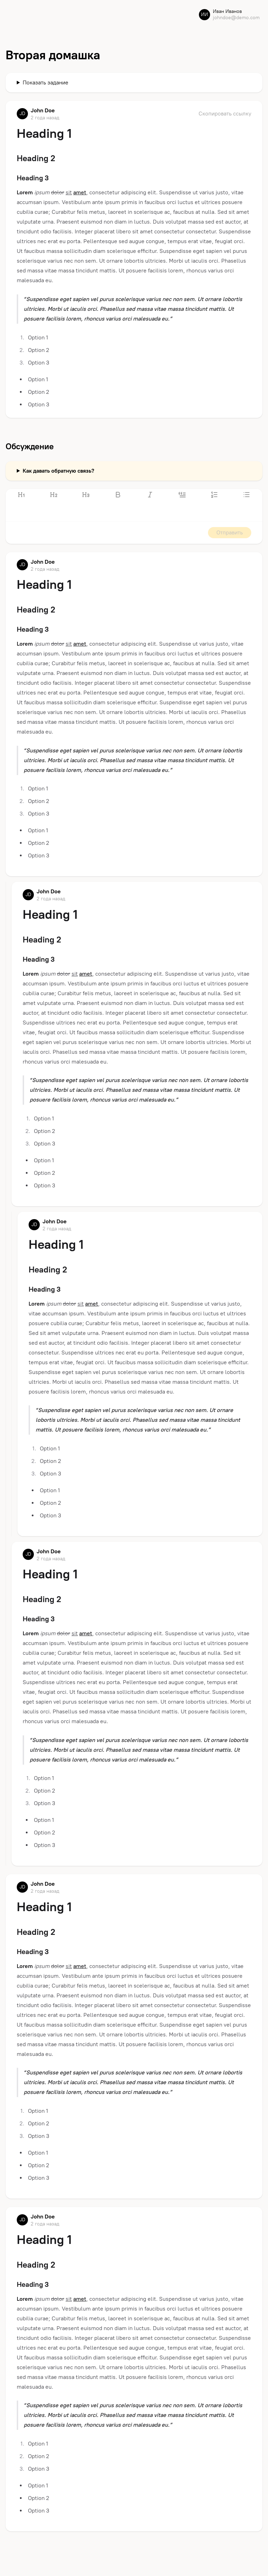 ИИ
Иван Иванов
johndoe@demo.com
Вторая домашка
Показать задание
JD
John Doe
2 года назад
Скопировать ссылку
Heading 1
Heading 2
Heading 3
Lorem ipsum dolor sit amet, consectetur adipiscing elit. Suspendisse ut varius justo, vitae
accumsan ipsum. Vestibulum ante ipsum primis in faucibus orci luctus et ultrices posuere
cubilia curae; Curabitur felis metus, laoreet in scelerisque ac, faucibus at nulla. Sed sit amet
vulputate urna. Praesent euismod non diam in luctus. Duis volutpat massa sed est auctor, at
tincidunt odio facilisis. Integer placerat libero sit amet consectetur consectetur. Suspendisse
ultrices nec erat eu porta. Pellentesque sed augue congue, tempus erat vitae, feugiat orci.
Ut faucibus massa sollicitudin diam scelerisque efficitur. Suspendisse eget sapien vel purus
scelerisque varius nec non sem. Ut ornare lobortis ultricies. Morbi ut iaculis orci. Phasellus
sed massa vitae massa tincidunt mattis. Ut posuere facilisis lorem, rhoncus varius orci
malesuada eu.
"Suspendisse eget sapien vel purus scelerisque varius nec non sem. Ut ornare lobortis
ultricies. Morbi ut iaculis orci. Phasellus sed massa vitae massa tincidunt mattis. Ut
posuere facilisis lorem, rhoncus varius orci malesuada eu."
1. Option 1
2. Option 2
3. Option 3
• Option 1
• Option 2
• Option 3
Обсуждение
Как давать обратную связь?
H1 H2 H3 B I
Отправить
JD
John Doe
2 года назад
Heading 1
Heading 2
Heading 3
Lorem ipsum dolor sit amet, consectetur adipiscing elit. Suspendisse ut varius justo, vitae
accumsan ipsum. Vestibulum ante ipsum primis in faucibus orci luctus et ultrices posuere
cubilia curae; Curabitur felis metus, laoreet in scelerisque ac, faucibus at nulla. Sed sit amet
vulputate urna. Praesent euismod non diam in luctus. Duis volutpat massa sed est auctor, at
tincidunt odio facilisis. Integer placerat libero sit amet consectetur consectetur. Suspendisse
ultrices nec erat eu porta. Pellentesque sed augue congue, tempus erat vitae, feugiat orci.
Ut faucibus massa sollicitudin diam scelerisque efficitur. Suspendisse eget sapien vel purus
scelerisque varius nec non sem. Ut ornare lobortis ultricies. Morbi ut iaculis orci. Phasellus
sed massa vitae massa tincidunt mattis. Ut posuere facilisis lorem, rhoncus varius orci
malesuada eu.
"Suspendisse eget sapien vel purus scelerisque varius nec non sem. Ut ornare lobortis
ultricies. Morbi ut iaculis orci. Phasellus sed massa vitae massa tincidunt mattis. Ut
posuere facilisis lorem, rhoncus varius orci malesuada eu."
1. Option 1
2. Option 2
3. Option 3
• Option 1
• Option 2
• Option 3
JD
John Doe
2 года назад
Heading 1
Heading 2
Heading 3
Lorem ipsum dolor sit amet, consectetur adipiscing elit. Suspendisse ut varius justo, vitae
accumsan ipsum. Vestibulum ante ipsum primis in faucibus orci luctus et ultrices posuere
cubilia curae; Curabitur felis metus, laoreet in scelerisque ac, faucibus at nulla. Sed sit
amet vulputate urna. Praesent euismod non diam in luctus. Duis volutpat massa sed est
auctor, at tincidunt odio facilisis. Integer placerat libero sit amet consectetur consectetur.
Suspendisse ultrices nec erat eu porta. Pellentesque sed augue congue, tempus erat
vitae, feugiat orci. Ut faucibus massa sollicitudin diam scelerisque efficitur. Suspendisse
eget sapien vel purus scelerisque varius nec non sem. Ut ornare lobortis ultricies. Morbi ut
iaculis orci. Phasellus sed massa vitae massa tincidunt mattis. Ut posuere facilisis lorem,
rhoncus varius orci malesuada eu.
"Suspendisse eget sapien vel purus scelerisque varius nec non sem. Ut ornare lobortis
ultricies. Morbi ut iaculis orci. Phasellus sed massa vitae massa tincidunt mattis. Ut
posuere facilisis lorem, rhoncus varius orci malesuada eu."
1. Option 1
2. Option 2
3. Option 3
• Option 1
• Option 2
• Option 3
JD
John Doe
2 года назад
Heading 1
Heading 2
Heading 3
Lorem ipsum dolor sit amet, consectetur adipiscing elit. Suspendisse ut varius justo,
vitae accumsan ipsum. Vestibulum ante ipsum primis in faucibus orci luctus et ultrices
posuere cubilia curae; Curabitur felis metus, laoreet in scelerisque ac, faucibus at nulla.
Sed sit amet vulputate urna. Praesent euismod non diam in luctus. Duis volutpat massa
sed est auctor, at tincidunt odio facilisis. Integer placerat libero sit amet consectetur
consectetur. Suspendisse ultrices nec erat eu porta. Pellentesque sed augue congue,
tempus erat vitae, feugiat orci. Ut faucibus massa sollicitudin diam scelerisque efficitur.
Suspendisse eget sapien vel purus scelerisque varius nec non sem. Ut ornare lobortis
ultricies. Morbi ut iaculis orci. Phasellus sed massa vitae massa tincidunt mattis. Ut
posuere facilisis lorem, rhoncus varius orci malesuada eu.
"Suspendisse eget sapien vel purus scelerisque varius nec non sem. Ut ornare
lobortis ultricies. Morbi ut iaculis orci. Phasellus sed massa vitae massa tincidunt
mattis. Ut posuere facilisis lorem, rhoncus varius orci malesuada eu."
1. Option 1
2. Option 2
3. Option 3
• Option 1
• Option 2
• Option 3
JD
John Doe
2 года назад
Heading 1
Heading 2
Heading 3
Lorem ipsum dolor sit amet, consectetur adipiscing elit. Suspendisse ut varius justo, vitae
accumsan ipsum. Vestibulum ante ipsum primis in faucibus orci luctus et ultrices posuere
cubilia curae; Curabitur felis metus, laoreet in scelerisque ac, faucibus at nulla. Sed sit
amet vulputate urna. Praesent euismod non diam in luctus. Duis volutpat massa sed est
auctor, at tincidunt odio facilisis. Integer placerat libero sit amet consectetur consectetur.
Suspendisse ultrices nec erat eu porta. Pellentesque sed augue congue, tempus erat
vitae, feugiat orci. Ut faucibus massa sollicitudin diam scelerisque efficitur. Suspendisse
eget sapien vel purus scelerisque varius nec non sem. Ut ornare lobortis ultricies. Morbi ut
iaculis orci. Phasellus sed massa vitae massa tincidunt mattis. Ut posuere facilisis lorem,
rhoncus varius orci malesuada eu.
"Suspendisse eget sapien vel purus scelerisque varius nec non sem. Ut ornare lobortis
ultricies. Morbi ut iaculis orci. Phasellus sed massa vitae massa tincidunt mattis. Ut
posuere facilisis lorem, rhoncus varius orci malesuada eu."
1. Option 1
2. Option 2
3. Option 3
• Option 1
• Option 2
• Option 3
JD
John Doe
2 года назад
Heading 1
Heading 2
Heading 3
Lorem ipsum dolor sit amet, consectetur adipiscing elit. Suspendisse ut varius justo, vitae
accumsan ipsum. Vestibulum ante ipsum primis in faucibus orci luctus et ultrices posuere
cubilia curae; Curabitur felis metus, laoreet in scelerisque ac, faucibus at nulla. Sed sit amet
vulputate urna. Praesent euismod non diam in luctus. Duis volutpat massa sed est auctor, at
tincidunt odio facilisis. Integer placerat libero sit amet consectetur consectetur. Suspendisse
ultrices nec erat eu porta. Pellentesque sed augue congue, tempus erat vitae, feugiat orci.
Ut faucibus massa sollicitudin diam scelerisque efficitur. Suspendisse eget sapien vel purus
scelerisque varius nec non sem. Ut ornare lobortis ultricies. Morbi ut iaculis orci. Phasellus
sed massa vitae massa tincidunt mattis. Ut posuere facilisis lorem, rhoncus varius orci
malesuada eu.
"Suspendisse eget sapien vel purus scelerisque varius nec non sem. Ut ornare lobortis
ultricies. Morbi ut iaculis orci. Phasellus sed massa vitae massa tincidunt mattis. Ut
posuere facilisis lorem, rhoncus varius orci malesuada eu."
1. Option 1
2. Option 2
3. Option 3
• Option 1
• Option 2
• Option 3
JD
John Doe
2 года назад
Heading 1
Heading 2
Heading 3
Lorem ipsum dolor sit amet, consectetur adipiscing elit. Suspendisse ut varius justo, vitae
accumsan ipsum. Vestibulum ante ipsum primis in faucibus orci luctus et ultrices posuere
cubilia curae; Curabitur felis metus, laoreet in scelerisque ac, faucibus at nulla. Sed sit amet
vulputate urna. Praesent euismod non diam in luctus. Duis volutpat massa sed est auctor, at
tincidunt odio facilisis. Integer placerat libero sit amet consectetur consectetur. Suspendisse
ultrices nec erat eu porta. Pellentesque sed augue congue, tempus erat vitae, feugiat orci.
Ut faucibus massa sollicitudin diam scelerisque efficitur. Suspendisse eget sapien vel purus
scelerisque varius nec non sem. Ut ornare lobortis ultricies. Morbi ut iaculis orci. Phasellus
sed massa vitae massa tincidunt mattis. Ut posuere facilisis lorem, rhoncus varius orci
malesuada eu.
"Suspendisse eget sapien vel purus scelerisque varius nec non sem. Ut ornare lobortis
ultricies. Morbi ut iaculis orci. Phasellus sed massa vitae massa tincidunt mattis. Ut
posuere facilisis lorem, rhoncus varius orci malesuada eu."
1. Option 1
2. Option 2
3. Option 3
• Option 1
• Option 2
• Option 3